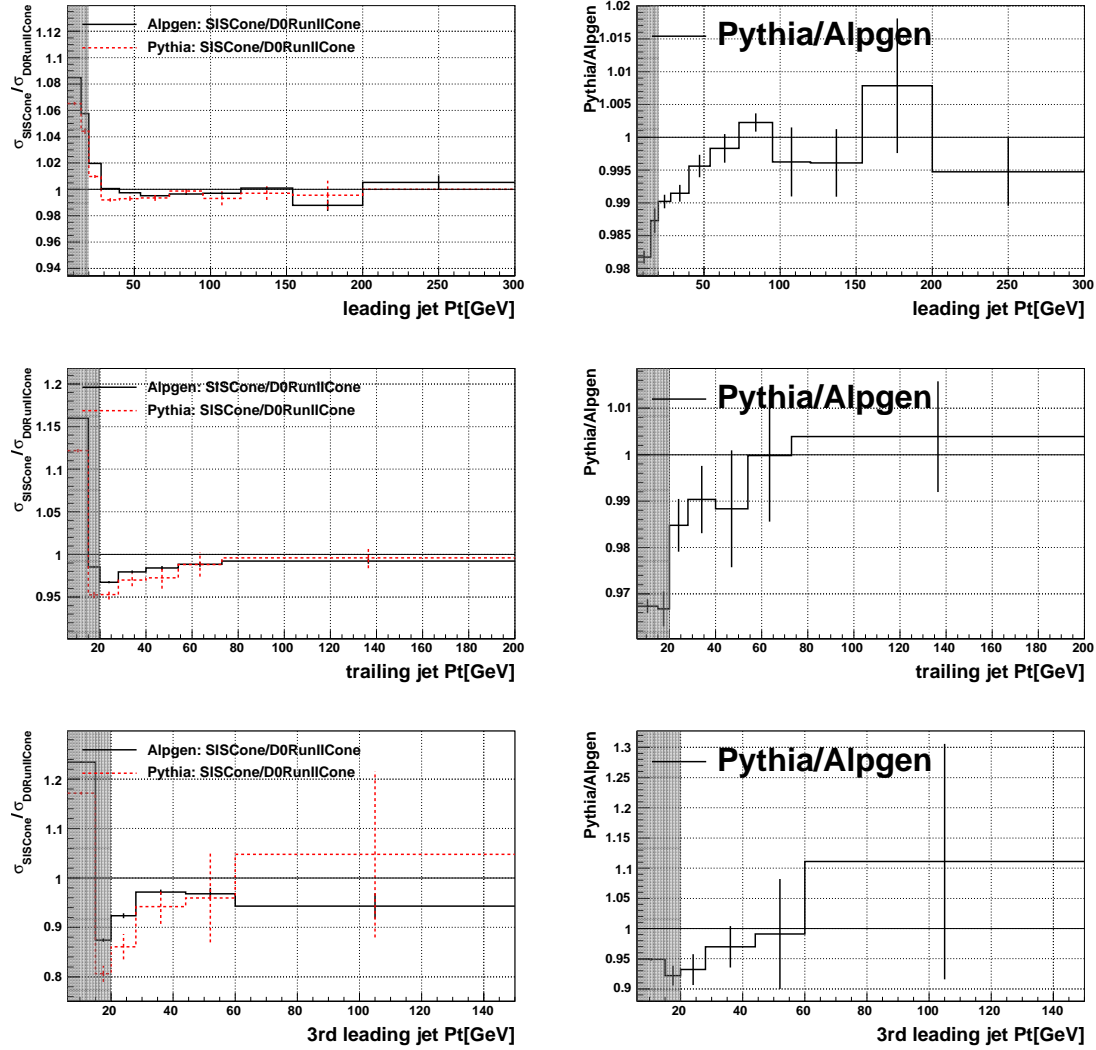 Alpgen: SISCone/D0RunIICone
Pythia: SISCone/D0RunIICone
σSISCone/σD0RunIICone
1.14
1.12
1.1
1.08
1.06
1.04
1.02
1
0.98
0.96
0.94
50 100 150 200 250 300
leading jet Pt[GeV]
Pythia/Alpgen
Pythia/Alpgen
1.02
1.015
1.01
1.005
1
0.995
0.99
0.985
0.98
50 100 150 200 250 300
leading jet Pt[GeV]
Alpgen: SISCone/D0RunIICone
Pythia: SISCone/D0RunIICone
σSISCone/σD0RunIICone
1.2
1.15
1.1
1.05
1
0.95
20 40 60 80 100 120 140 160 180 200
trailing jet Pt[GeV]
Pythia/Alpgen
Pythia/Alpgen
1.01
1
0.99
0.98
0.97
20 40 60 80 100 120 140 160 180 200
trailing jet Pt[GeV]
Alpgen: SISCone/D0RunIICone
Pythia: SISCone/D0RunIICone
σSISCone/σD0RunIICone
1.2
1.1
1
0.9
0.8
20 40 60 80 100 120 140
3rd leading jet Pt[GeV]
Pythia/Alpgen
Pythia/Alpgen
1.3
1.25
1.2
1.15
1.1
1.05
1
0.95
0.9
20 40 60 80 100 120 140
3rd leading jet Pt[GeV]